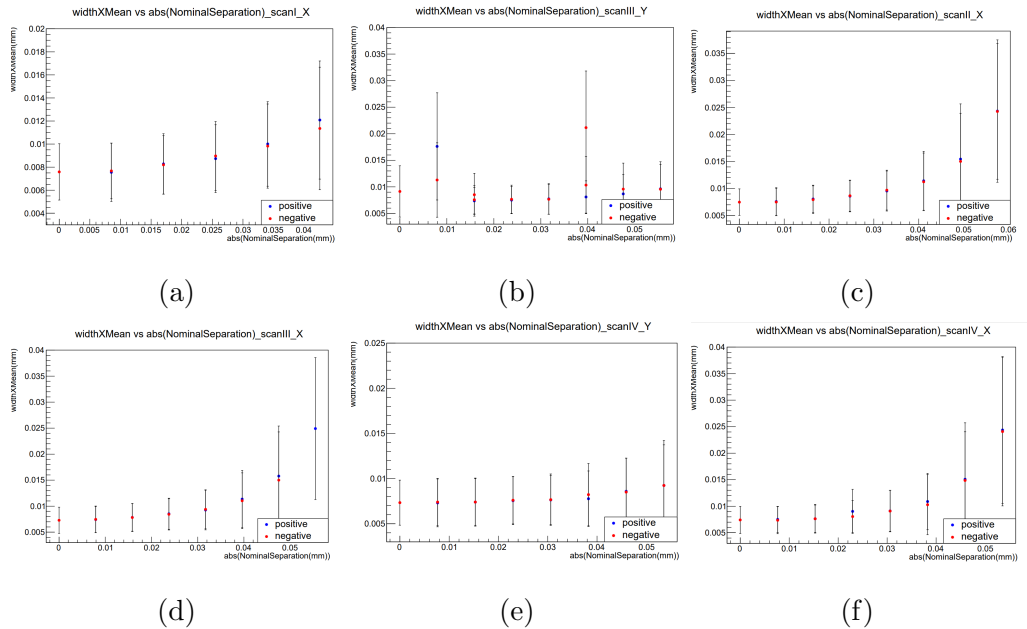 widthXMean vs abs(NominalSeparation)_scanI_X
widthXMean(mm)
0.02
0.018
0.016
0.014
0.012
0.01
0.008
0.006
0.004
0 0.005 0.01 0.015 0.02 0.025 0.03 0.035 0.04
abs(NominalSeparation(mm))
positive
negative
(a)
widthXMean vs abs(NominalSeparation)_scanIII_Y
widthXMean(mm)
0.04
0.035
0.03
0.025
0.02
0.015
0.01
0.005
0 0.01 0.02 0.03 0.04 0.05
abs(NominalSeparation(mm))
positive
negative
(b)
widthXMean vs abs(NominalSeparation)_scanII_X
widthXMean(mm)
0.035
0.03
0.025
0.02
0.015
0.01
0.005
0 0.01 0.02 0.03 0.04 0.05 0.06
abs(NominalSeparation(mm))
positive
negative
(c)
widthXMean vs abs(NominalSeparation)_scanIII_X
widthXMean(mm)
0.04
0.035
0.03
0.025
0.02
0.015
0.01
0.005
0 0.01 0.02 0.03 0.04 0.05
abs(NominalSeparation(mm))
positive
negative
(d)
widthXMean vs abs(NominalSeparation)_scanIV_Y
widthXMean(mm)
0.025
0.02
0.015
0.01
0.005
0 0.01 0.02 0.03 0.04 0.05
abs(NominalSeparation(mm))
positive
negative
(e)
widthXMean vs abs(NominalSeparation)_scanIV_X
widthXMean(mm)
0.04
0.035
0.03
0.025
0.02
0.015
0.01
0.005
0 0.01 0.02 0.03 0.04 0.05
abs(NominalSeparation(mm))
positive
negative
(f)